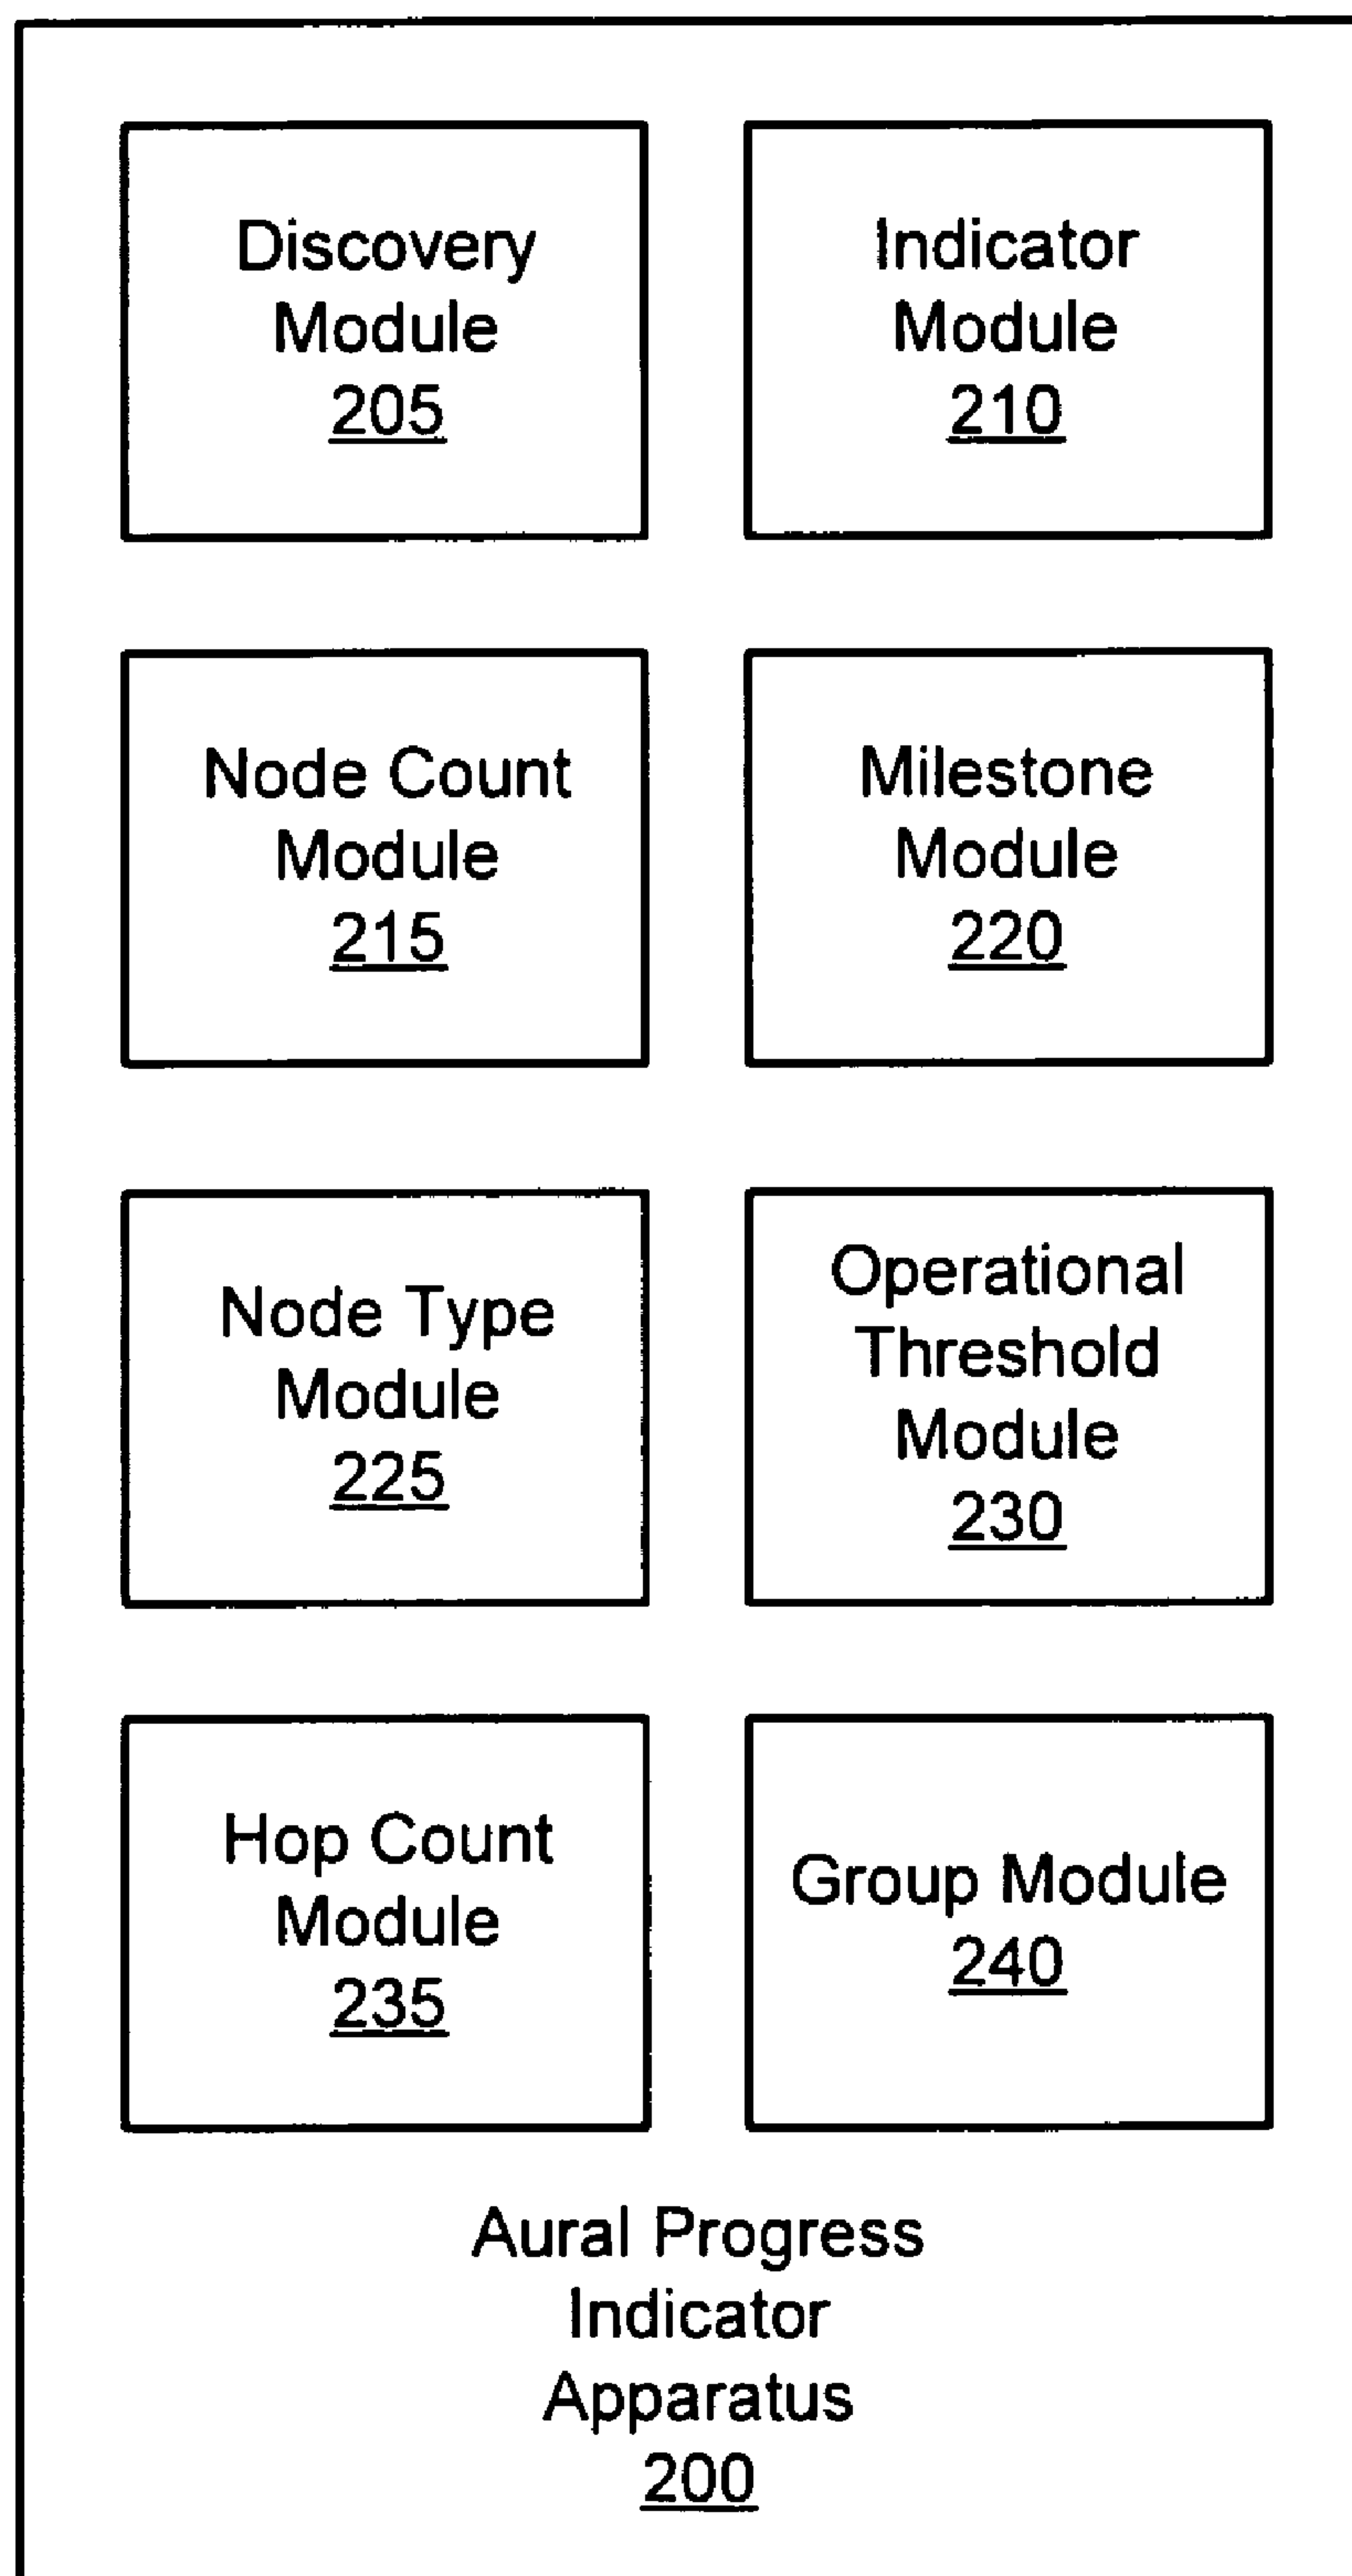 Discovery
Module
205
Indicator
Module
210
Node Count
Module
215
Milestone
Module
220
Node Type
Module
225
Operational
Threshold
Module
230
Hop Count
Module
235
Group Module
240
Aural Progress
Indicator
Apparatus
200